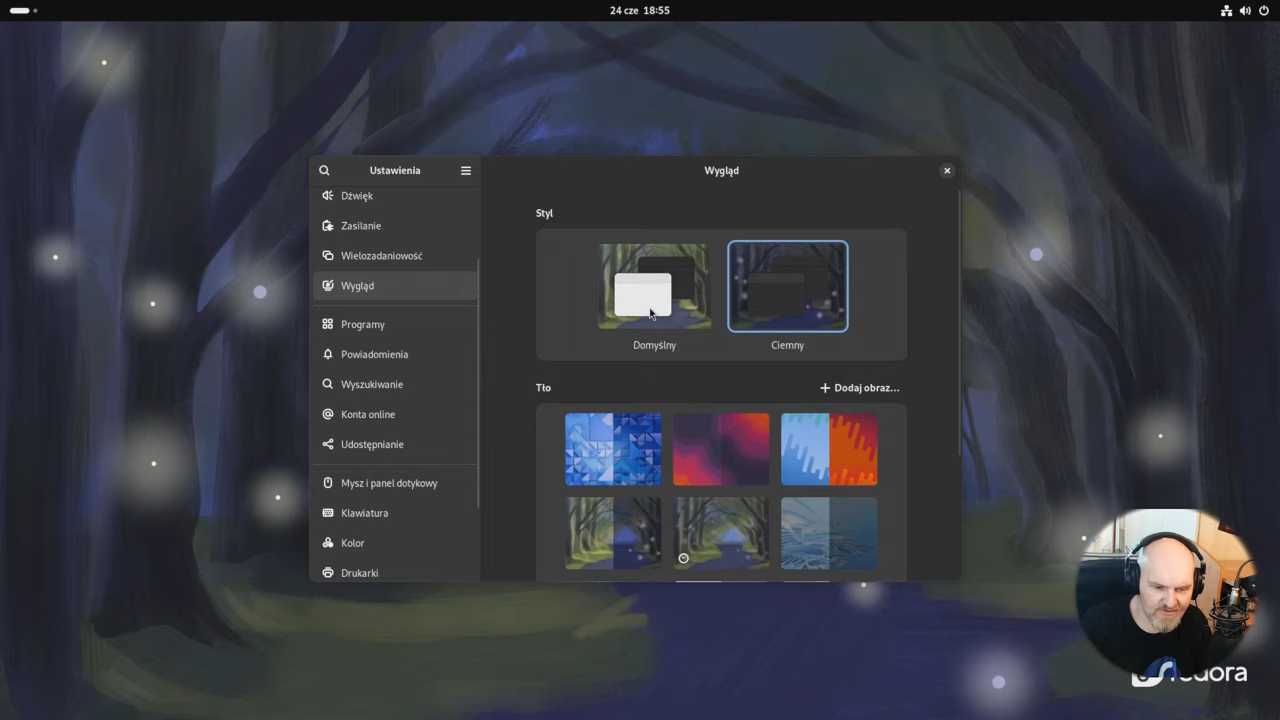 24 cze 18:55
Ustawienia
Wygląd
Dźwięk
Zasilanie
Wielozadaniowość
Wygląd
Programy
Powiadomienia
Wyszukiwanie
Konta online
Udostępnianie
Mysz i panel dotykowy
Klawiatura
Kolor
Drukarki
Styl
Domyślny
Ciemny
Tło
+ Dodaj obraz…
fedora